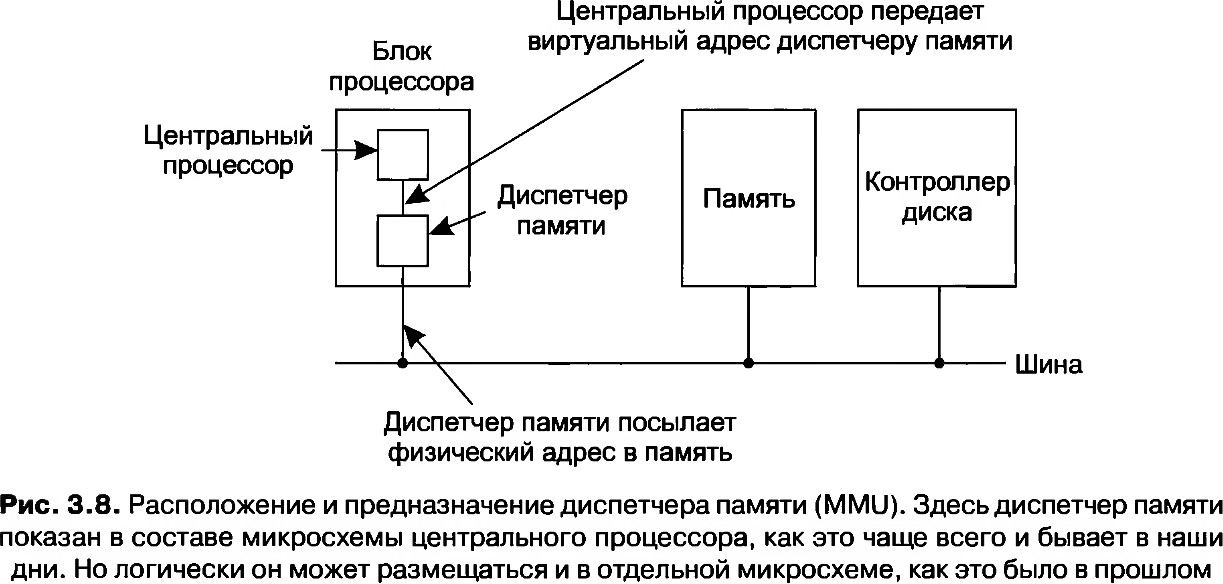 Центральный процессор передает
виртуальный адрес диспетчеру памяти
Блок
процессора
Центральный
процессор
Диспетчер
памяти
Память
Контроллер
диска
Шина
Диспетчер памяти посылает
физический адрес в память
Рис. 3.8. Расположение и предназначение диспетчера памяти (MMU). Здесь диспетчер памяти
показан в составе микросхемы центрального процессора, как это чаще всего и бывает в наши
дни. Но логически он может размещаться и в отдельной микросхеме, как это было в прошлом